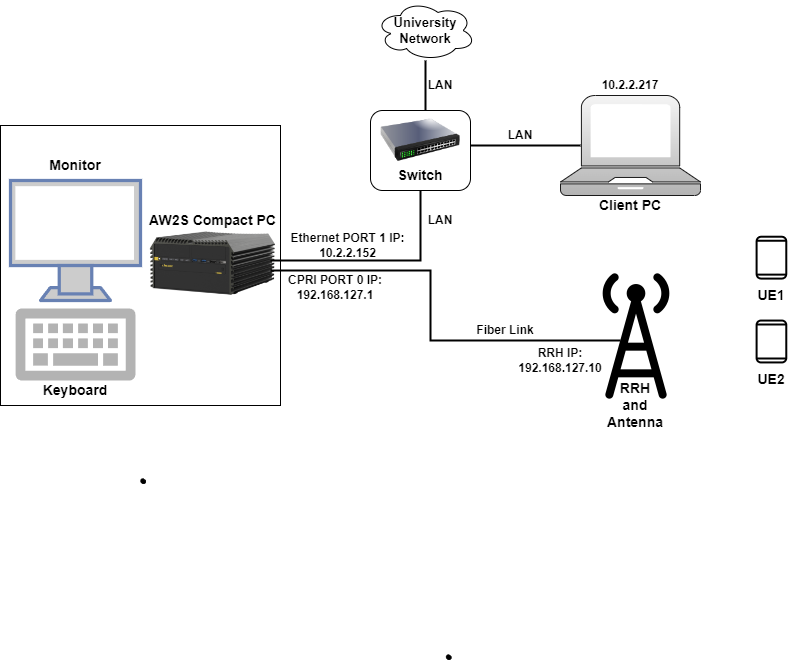 University
Network
LAN
10.2.2.217
LAN
Switch
Client PC
Monitor
AW2S Compact PC
LAN
Ethernet PORT 1 IP:
10.2.2.152
CPRI PORT 0 IP:
192.168.127.1
Keyboard
Fiber Link
RRH IP:
192.168.127.10
RRH
and
Antenna
UE1
UE2